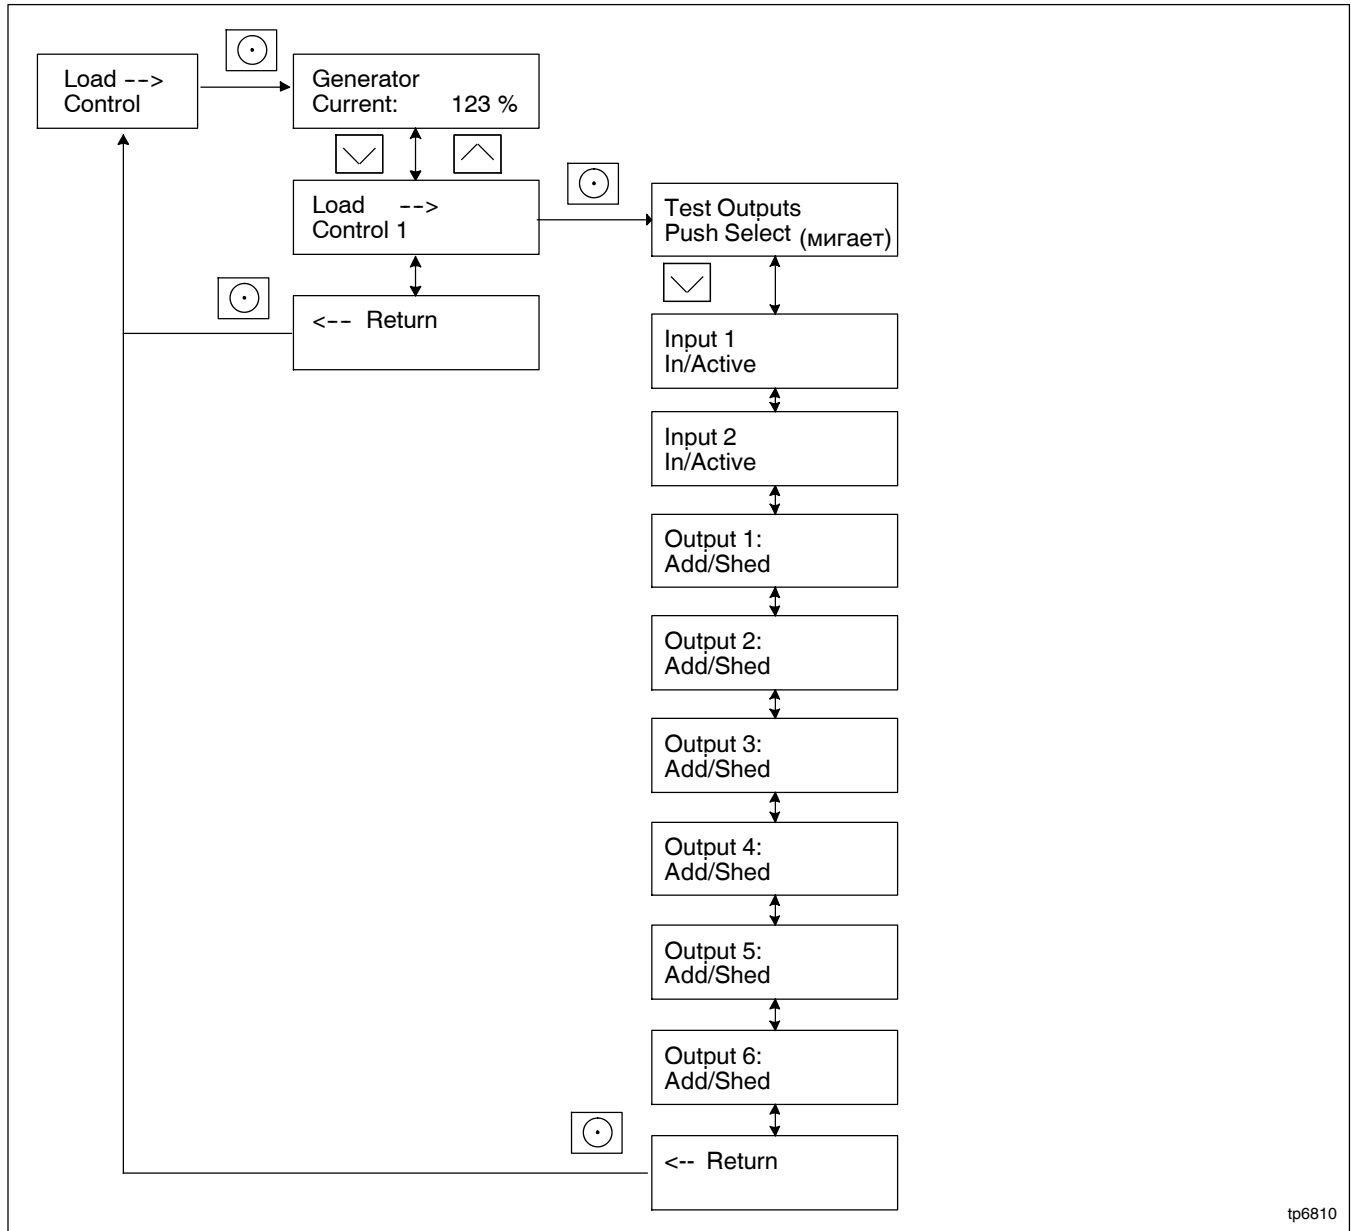 Load -->
Control
Generator
Current: 123 %
Load -->
Control 1
<-- Return
Test Outputs
Push Select (мигает)
Input 1
In/Active
Input 2
In/Active
Output 1:
Add/Shed
Output 2:
Add/Shed
Output 3:
Add/Shed
Output 4:
Add/Shed
Output 5:
Add/Shed
Output 6:
Add/Shed
<-- Return
tp6810